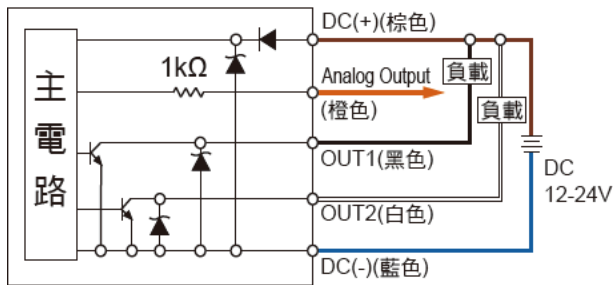 DC(+)(棕色)
1kΩ
Analog Output
(橙色)
負載
負載
主電路
OUT1(黑色)
OUT2(白色)
DC
12-24V
DC(-)(藍色)